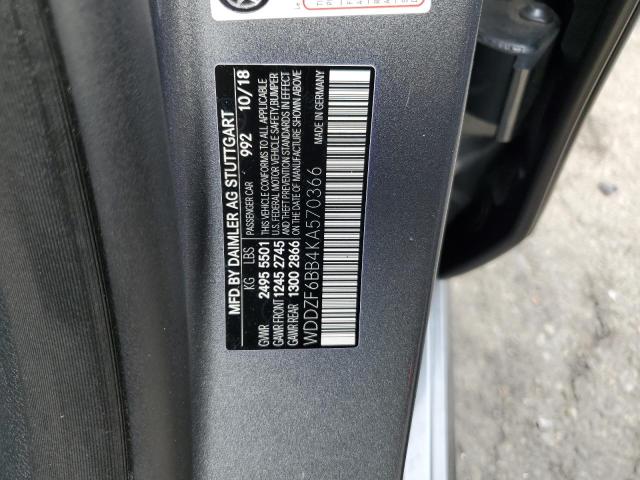 MFD BY DAIMLER AG STUTTGART
KG LBS PASSENGER CAR 992 10/18
GVWR 2495 5501 THIS VEHICLE CONFORMS TO ALL APPLICABLE
GAWR FRONT 1245 2745 U.S. FEDERAL MOTOR VEHICLE SAFETY, BUMPER
GAWR REAR 1300 2866 AND THEFT PREVENTION STANDARDS IN EFFECT
ON THE DATE OF MANUFACTURE SHOWN ABOVE
MADE IN GERMANY
WDDZF6BB4KA570366